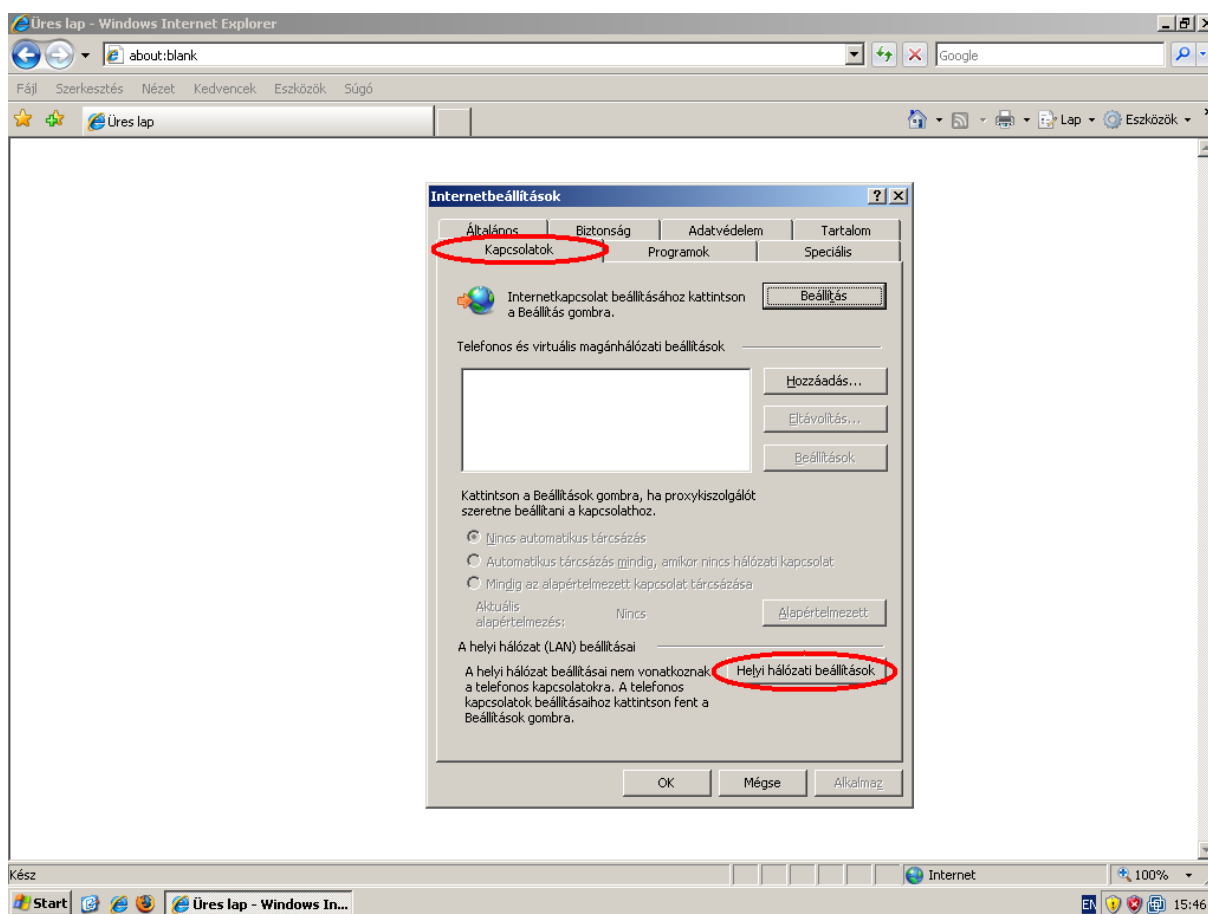 Üres lap - Windows Internet Explorer
about:blank
Google
Fájl Szerkesztés Nézet Kedvencek Eszközök Súgó
Üres lap
Lap
Eszközök
Internetbeállítások
Általános Biztonság Adatvédelem Tartalom
Kapcsolatok Programok Speciális
Internetkapcsolat beállításához kattintson
a Beállítás gombra.
Beállítás
Telefonos és virtuális magánhálózati beállítások
Hozzáadás...
Eltávolítás...
Beállítások
Kattintson a Beállítások gombra, ha proxykiszolgálót
szeretne beállítani a kapcsolathoz.
Nincs automatikus tárcsázás
Automatikus tárcsázás mindig, amikor nincs hálózati kapcsolat
Mindig az alapértelmezett kapcsolat tárcsázása
Aktuális
alapértelmezés:
Nincs
Alapértelmezett
A helyi hálózat (LAN) beállításai
A helyi hálózat beállításai nem vonatkoznak
a telefonos kapcsolatokra. A telefonos
kapcsolatok beállításaihoz kattintson fent a
Beállítások gombra.
Helyi hálózati beállítások
OK Mégse Alkalmaz
Kész
Internet
100%
Start
Üres lap - Windows In...
EN
15:46